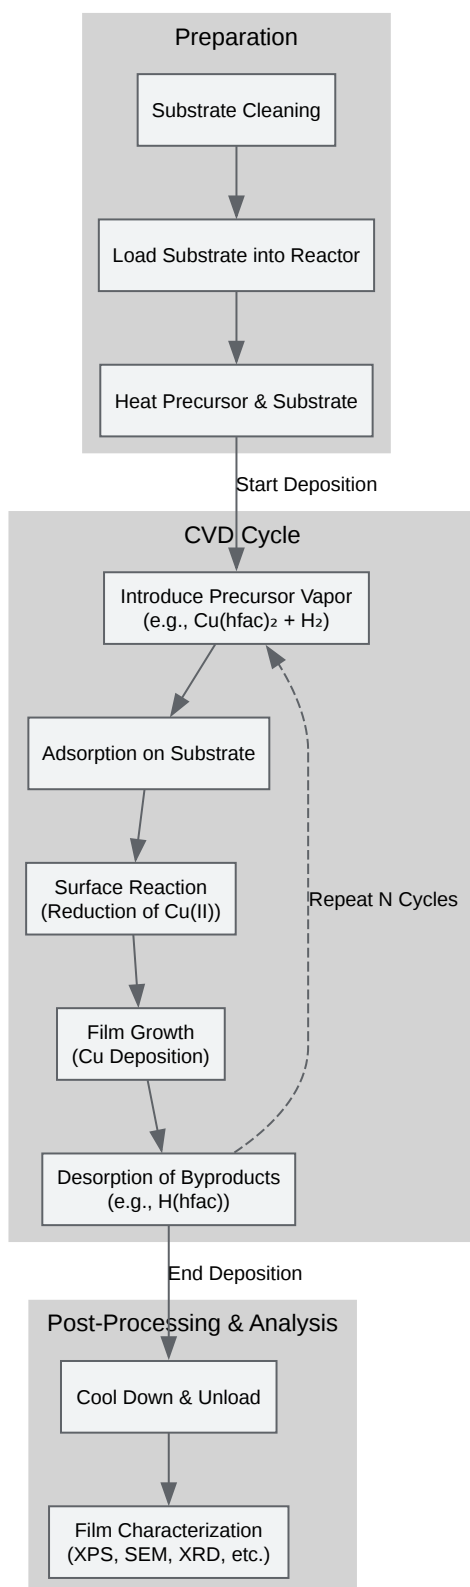 Preparation
Substrate Cleaning
Load Substrate into Reactor
Heat Precursor & Substrate
Start Deposition
CVD Cycle
Introduce Precursor Vapor
(e.g., Cu(hfac)₂ + H₂)
Adsorption on Substrate
Surface Reaction
(Reduction of Cu(II))
Repeat N Cycles
Film Growth
(Cu Deposition)
Desorption of Byproducts
(e.g., H(hfac))
End Deposition
Post-Processing & Analysis
Cool Down & Unload
Film Characterization
(XPS, SEM, XRD, etc.)